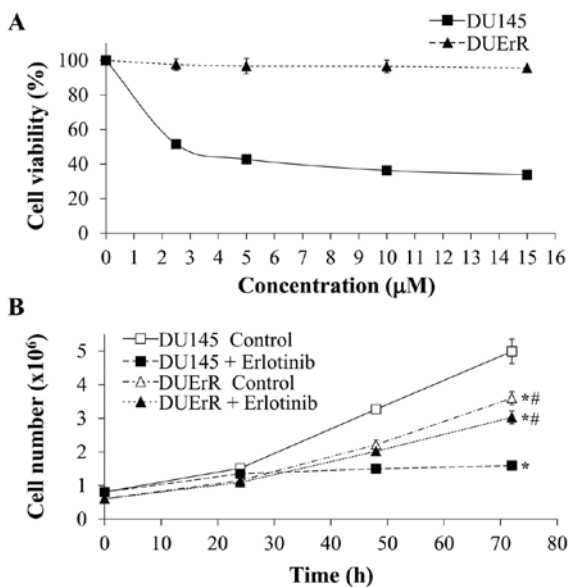 A
DU145
DUErR
Cell viability (%)
120
100
80
60
40
20
0
0 1 2 3 4 5 6 7 8 9 10 11 12 13 14 15 16
Concentration (μM)
B
DU145 Control
DU145 + Erlotinib
DUErR Control
DUErR + Erlotinib
Cell number (x10⁶)
5
4
3
2
1
0
*#
*#
*
0 10 20 30 40 50 60 70 80
Time (h)